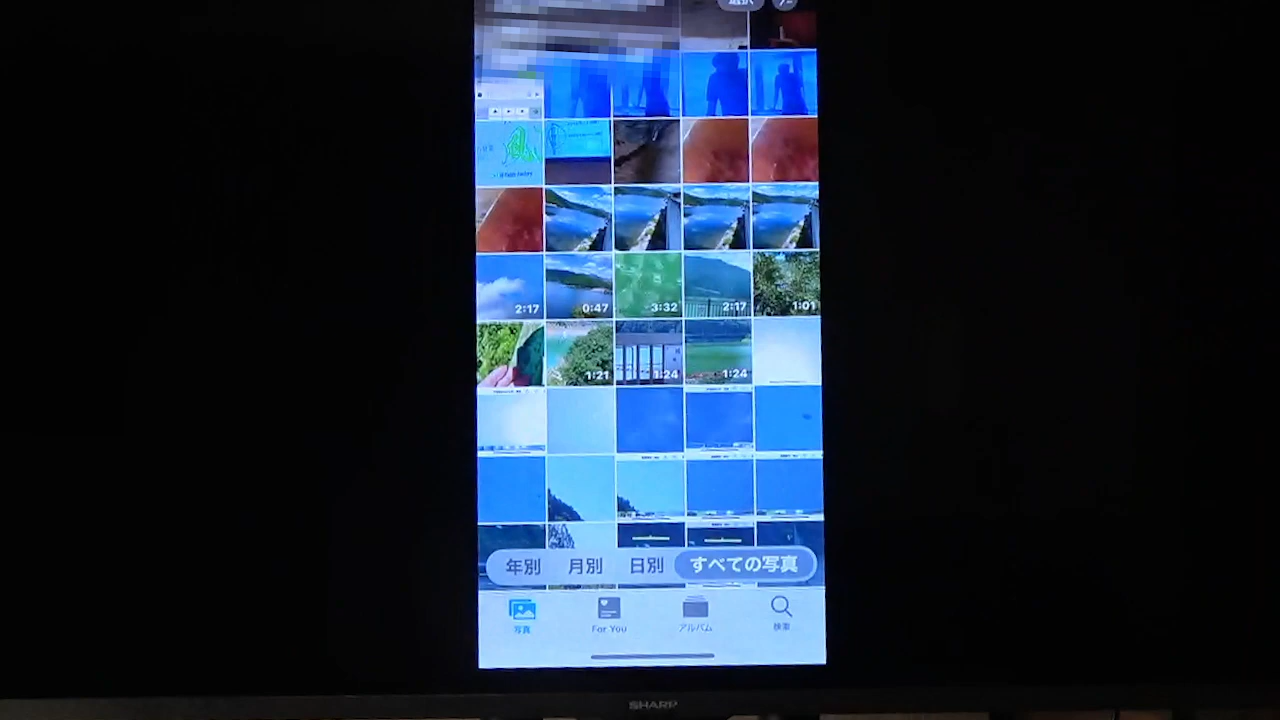 選択
2:17
0:47
3:32
2:17
1:01
1:21
1:24
1:24
年別
月別
日別
すべての写真
写真
For You
アルバム
検索
SHARP